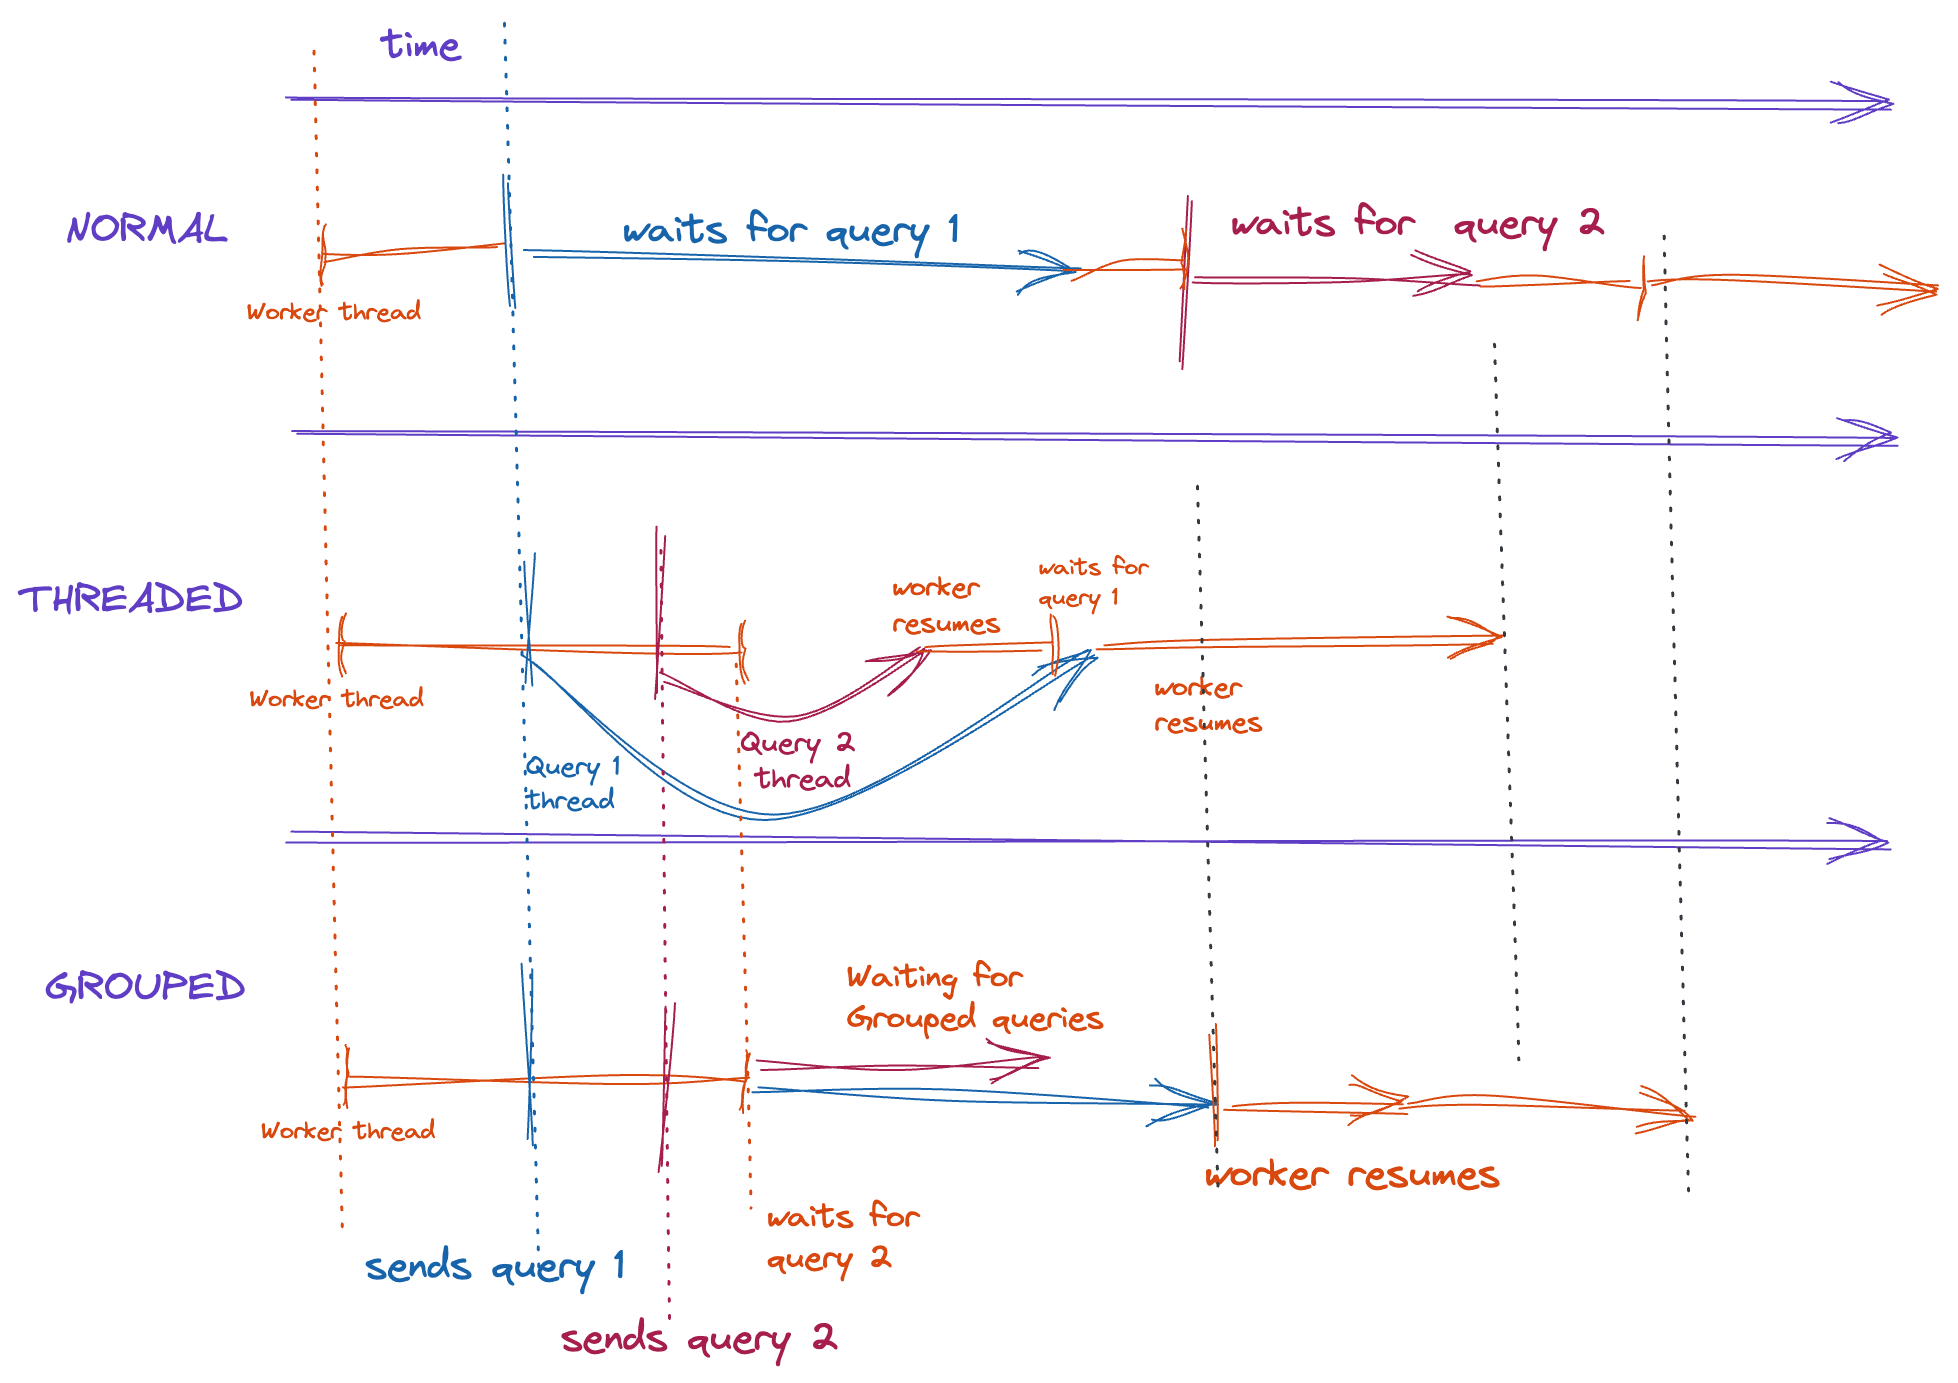 time
NORMAL
waits for query 1
waits for query 2
Worker thread
THREADED
worker
resumes
waits for
query 1
Worker thread
worker
resumes
Query 2
thread
Query 1
thread
GROUPED
Waiting for
Grouped queries
Worker thread
worker resumes
waits for
query 2
sends query 1
sends query 2